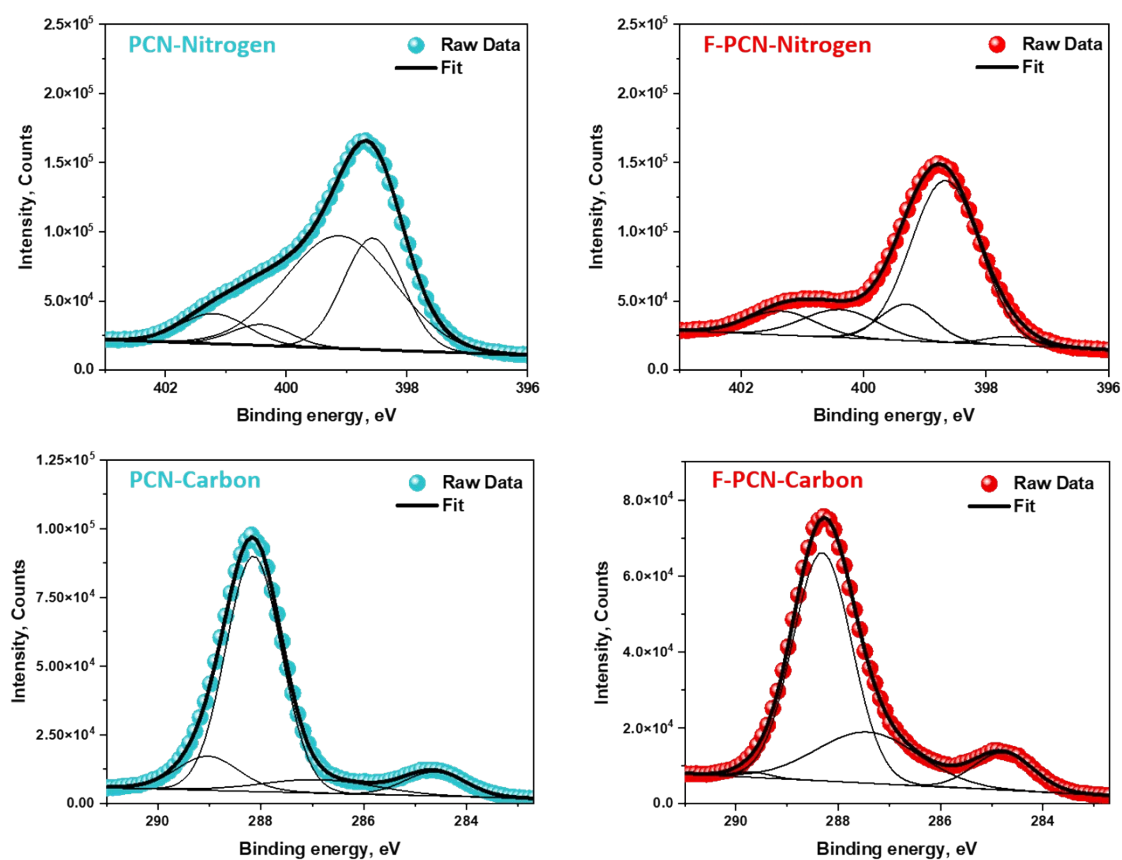 PCN-Nitrogen
Raw Data
Fit
2.5×10⁵
2.0×10⁵
1.5×10⁵
1.0×10⁵
5.0×10⁴
0.0
Intensity, Counts
402
400
398
396
Binding energy, eV
F-PCN-Nitrogen
Raw Data
Fit
2.5×10⁵
2.0×10⁵
1.5×10⁵
1.0×10⁵
5.0×10⁴
0.0
Intensity, Counts
402
400
398
396
Binding energy, eV
PCN-Carbon
Raw Data
Fit
1.25×10⁵
1.00×10⁵
7.50×10⁴
5.00×10⁴
2.50×10⁴
0.00
Intensity, Counts
290
288
286
284
Binding energy, eV
F-PCN-Carbon
Raw Data
Fit
8.0×10⁴
6.0×10⁴
4.0×10⁴
2.0×10⁴
0.0
Intensity, Counts
290
288
286
284
Binding energy, eV